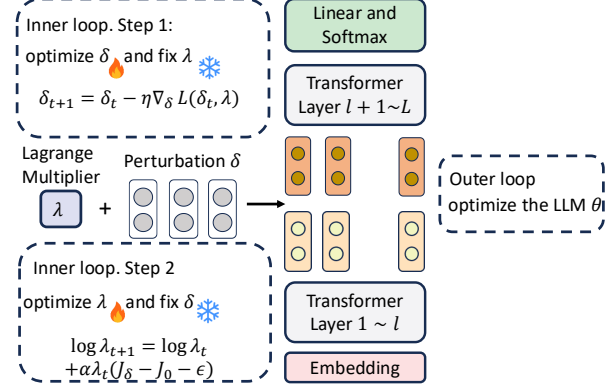 Inner loop. Step 1:
optimize δ and fix λ
δ_{t+1} = δ_t − η∇_δ L(δ_t, λ)
Linear and
Softmax
Transformer
Layer l + 1~L
Lagrange
Multiplier
λ
+
Perturbation δ
Outer loop
optimize the LLM θ
Inner loop. Step 2
optimize λ and fix δ
log λ_{t+1} = log λ_t
+αλ_t(J_δ − J_0 − ϵ)
Transformer
Layer 1 ~ l
Embedding